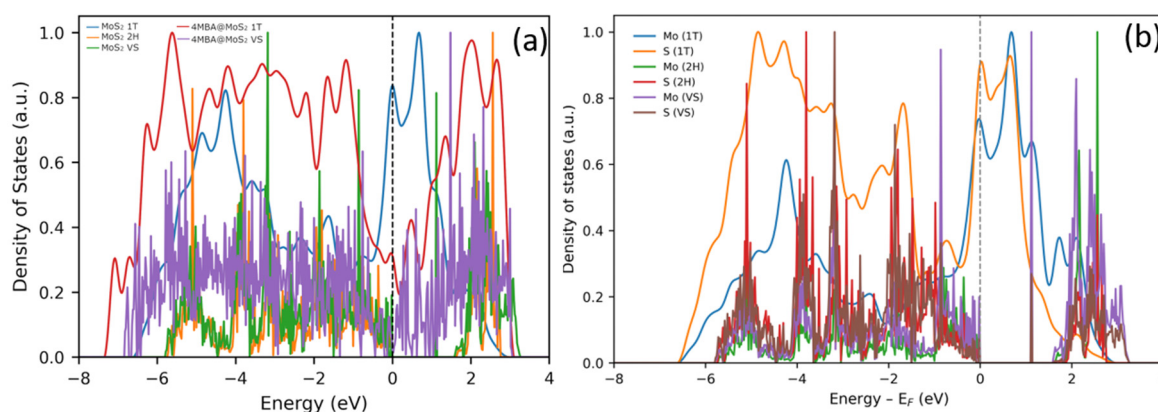 (a)
MoS₂ 1T
MoS₂ 2H
MoS₂ VS
4MBA@MoS₂ 1T
4MBA@MoS₂ VS
Density of States (a.u.)
1.0
0.8
0.6
0.4
0.2
0.0
−8
−6
−4
−2
0
2
4
Energy (eV)
(b)
Mo (1T)
S (1T)
Mo (2H)
S (2H)
Mo (VS)
S (VS)
Density of states (a.u.)
1.0
0.8
0.6
0.4
0.2
0.0
−8
−6
−4
−2
0
2
Energy – E_F (eV)